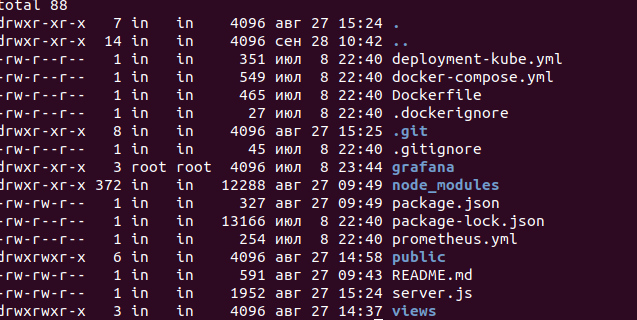 total 88
drwxr-xr-x   7 in   in    4096 авг 27 15:24 .
drwxr-xr-x  14 in   in    4096 сен 28 10:42 ..
-rw-r--r--   1 in   in     351 июл  8 22:40 deployment-kube.yml
-rw-r--r--   1 in   in     549 июл  8 22:40 docker-compose.yml
-rw-r--r--   1 in   in     465 июл  8 22:40 Dockerfile
-rw-r--r--   1 in   in      27 июл  8 22:40 .dockerignore
drwxr-xr-x   8 in   in    4096 авг 27 15:25 .git
-rw-r--r--   1 in   in      45 июл  8 22:40 .gitignore
drwxr-xr-x   3 root root  4096 июл  8 23:44 grafana
drwxr-xr-x 372 in   in   12288 авг 27 09:49 node_modules
-rw-rw-r--   1 in   in     327 авг 27 09:49 package.json
-rw-r--r--   1 in   in   13166 июл  8 22:40 package-lock.json
-rw-r--r--   1 in   in     254 июл  8 22:40 prometheus.yml
drwxrwxr-x   6 in   in    4096 авг 27 14:58 public
-rw-rw-r--   1 in   in     591 авг 27 09:43 README.md
-rw-rw-r--   1 in   in    1952 авг 27 15:24 server.js
drwxrwxr-x   3 in   in    4096 авг 27 14:37 views